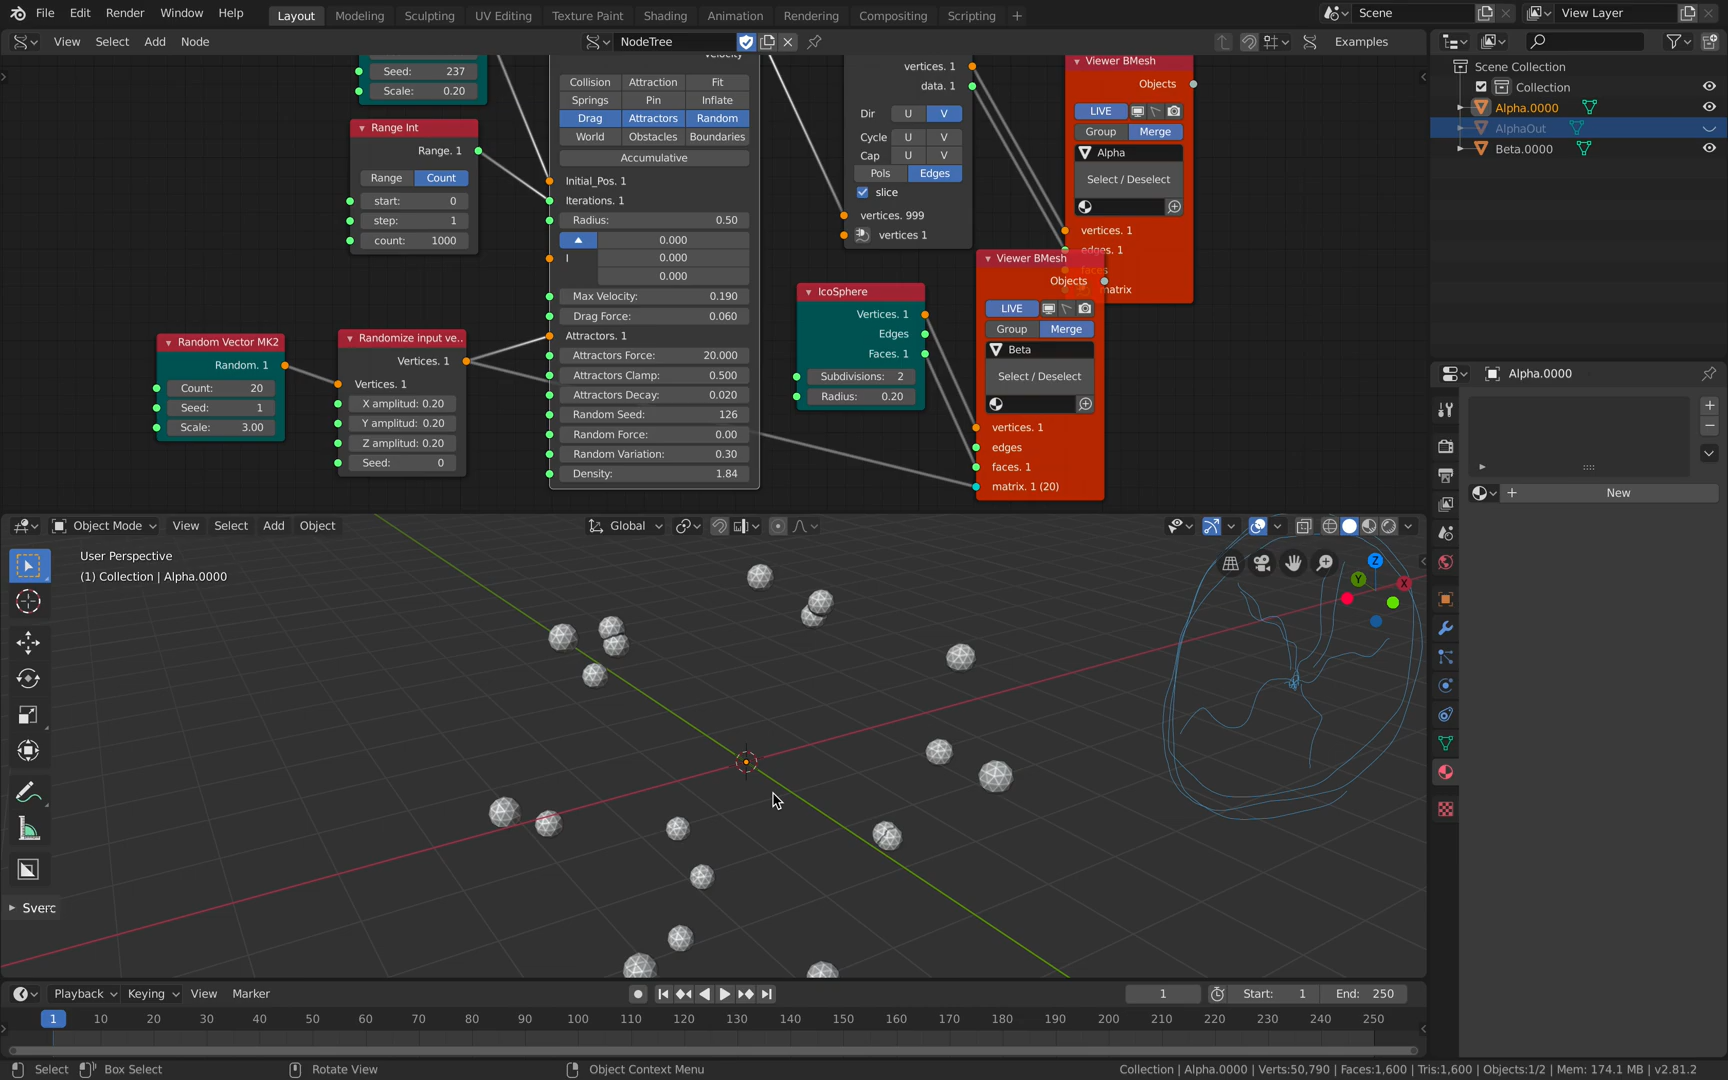 File Edit Render Window Help
Layout Modeling Sculpting UV Editing Texture Paint Shading Animation Rendering Compositing Scripting +
Scene
View Layer
View Select Add Node
NodeTree
Examples
Seed: 237
Scale: 0.20
Range Int
Range. 1
Range Count
start: 0
step: 1
count: 1000
Random Vector MK2
Random. 1
Count: 20
Seed: 1
Scale: 3.00
Randomize input ve..
Vertices. 1
Vertices. 1
X amplitud: 0.20
Y amplitud: 0.20
Z amplitud: 0.20
Seed: 0
Velocity
Collision Attraction Fit
Springs Pin Inflate
Drag Attractors Random
World Obstacles Boundaries
Accumulative
Initial_Pos. 1
Iterations. 1
Radius: 0.50
0.000
I 0.000
0.000
Max Velocity: 0.190
Drag Force: 0.060
Attractors. 1
Attractors Force: 20.000
Attractors Clamp: 0.500
Attractors Decay: 0.020
Random Seed: 126
Random Force: 0.00
Random Variation: 0.30
Density: 1.84
vertices. 1
data. 1
Dir U V
Cycle U V
Cap U V
Pols Edges
slice
vertices. 999
vertices 1
IcoSphere
Vertices. 1
Edges
Faces. 1
Subdivisions: 2
Radius: 0.20
Viewer BMesh
Objects
LIVE
Group Merge
Alpha
Select / Deselect
vertices. 1
edges. 1
faces
matrix
Viewer BMesh
Objects
LIVE
Group Merge
Beta
Select / Deselect
vertices. 1
edges
faces. 1
matrix. 1 (20)
Scene Collection
Collection
Alpha.0000
AlphaOut
Beta.0000
Alpha.0000
New
Object Mode View Select Add Object
Global
User Perspective
(1) Collection | Alpha.0000
Z
Y
X
Sverc
Playback Keying View Marker
1
Start: 1
End: 250
1 10 20 30 40 50 60 70 80 90 100 110 120 130 140 150 160 170 180 190 200 210 220 230 240 250
Select Box Select Rotate View Object Context Menu
Collection | Alpha.0000 | Verts:50,790 | Faces:1,600 | Tris:1,600 | Objects:1/2 | Mem: 174.1 MB | v2.81.2